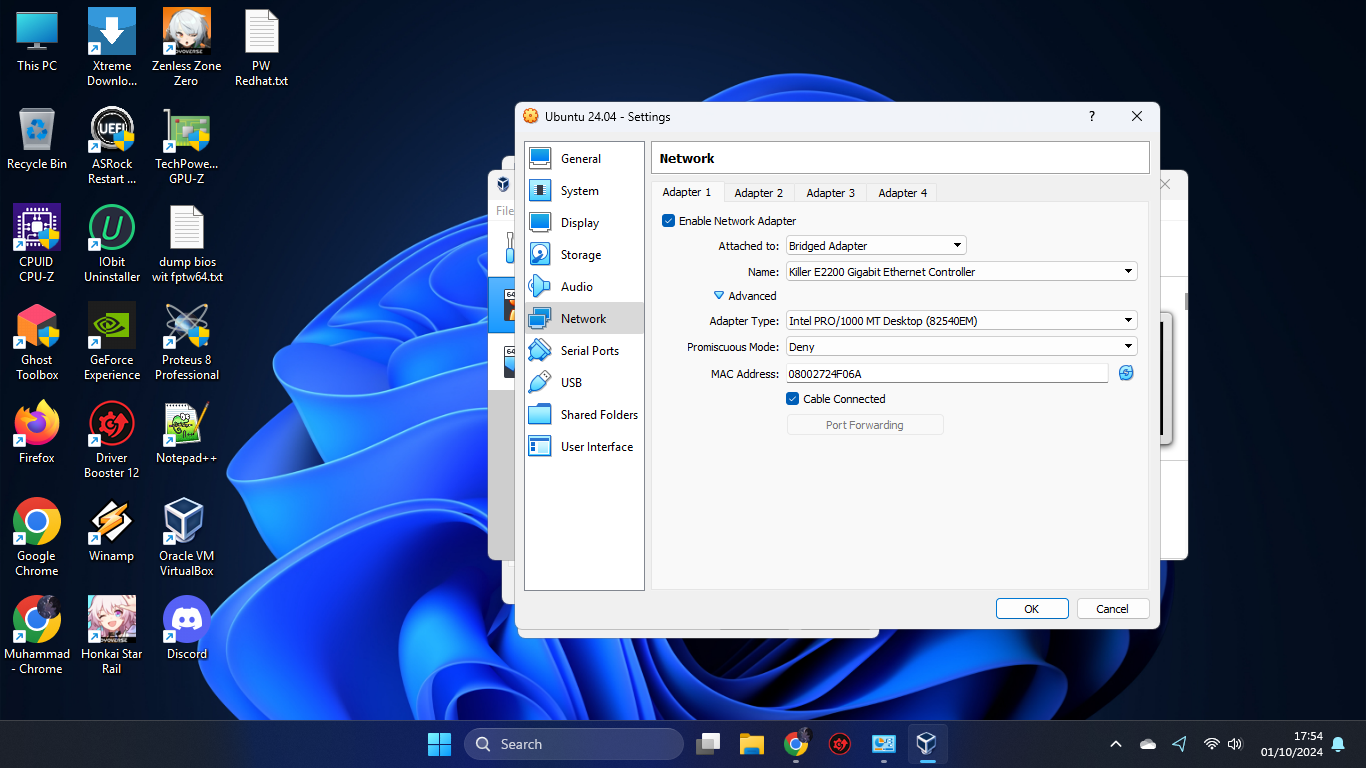 This PC
Xtreme
Downlo...
Zenless Zone
Zero
PW
Redhat.txt
Recycle Bin
ASRock
Restart ...
TechPowe...
GPU-Z
CPUID
CPU-Z
IObit
Uninstaller
dump bios
wit fptw64.txt
Ghost
Toolbox
GeForce
Experience
Proteus 8
Professional
Firefox
Driver
Booster 12
Notepad++
Google
Chrome
Winamp
Oracle VM
VirtualBox
Muhammad
- Chrome
Honkai Star
Rail
Discord
UEFI
File
64
64
Ubuntu 24.04 - Settings
?
General
System
Display
Storage
Audio
Network
Serial Ports
USB
Shared Folders
User Interface
Network
Adapter 1
Adapter 2
Adapter 3
Adapter 4
Enable Network Adapter
Attached to: Bridged Adapter
Name: Killer E2200 Gigabit Ethernet Controller
Advanced
Adapter Type: Intel PRO/1000 MT Desktop (82540EM)
Promiscuous Mode: Deny
MAC Address: 08002724F06A
Cable Connected
Port Forwarding
OK
Cancel
Search
17:54
01/10/2024